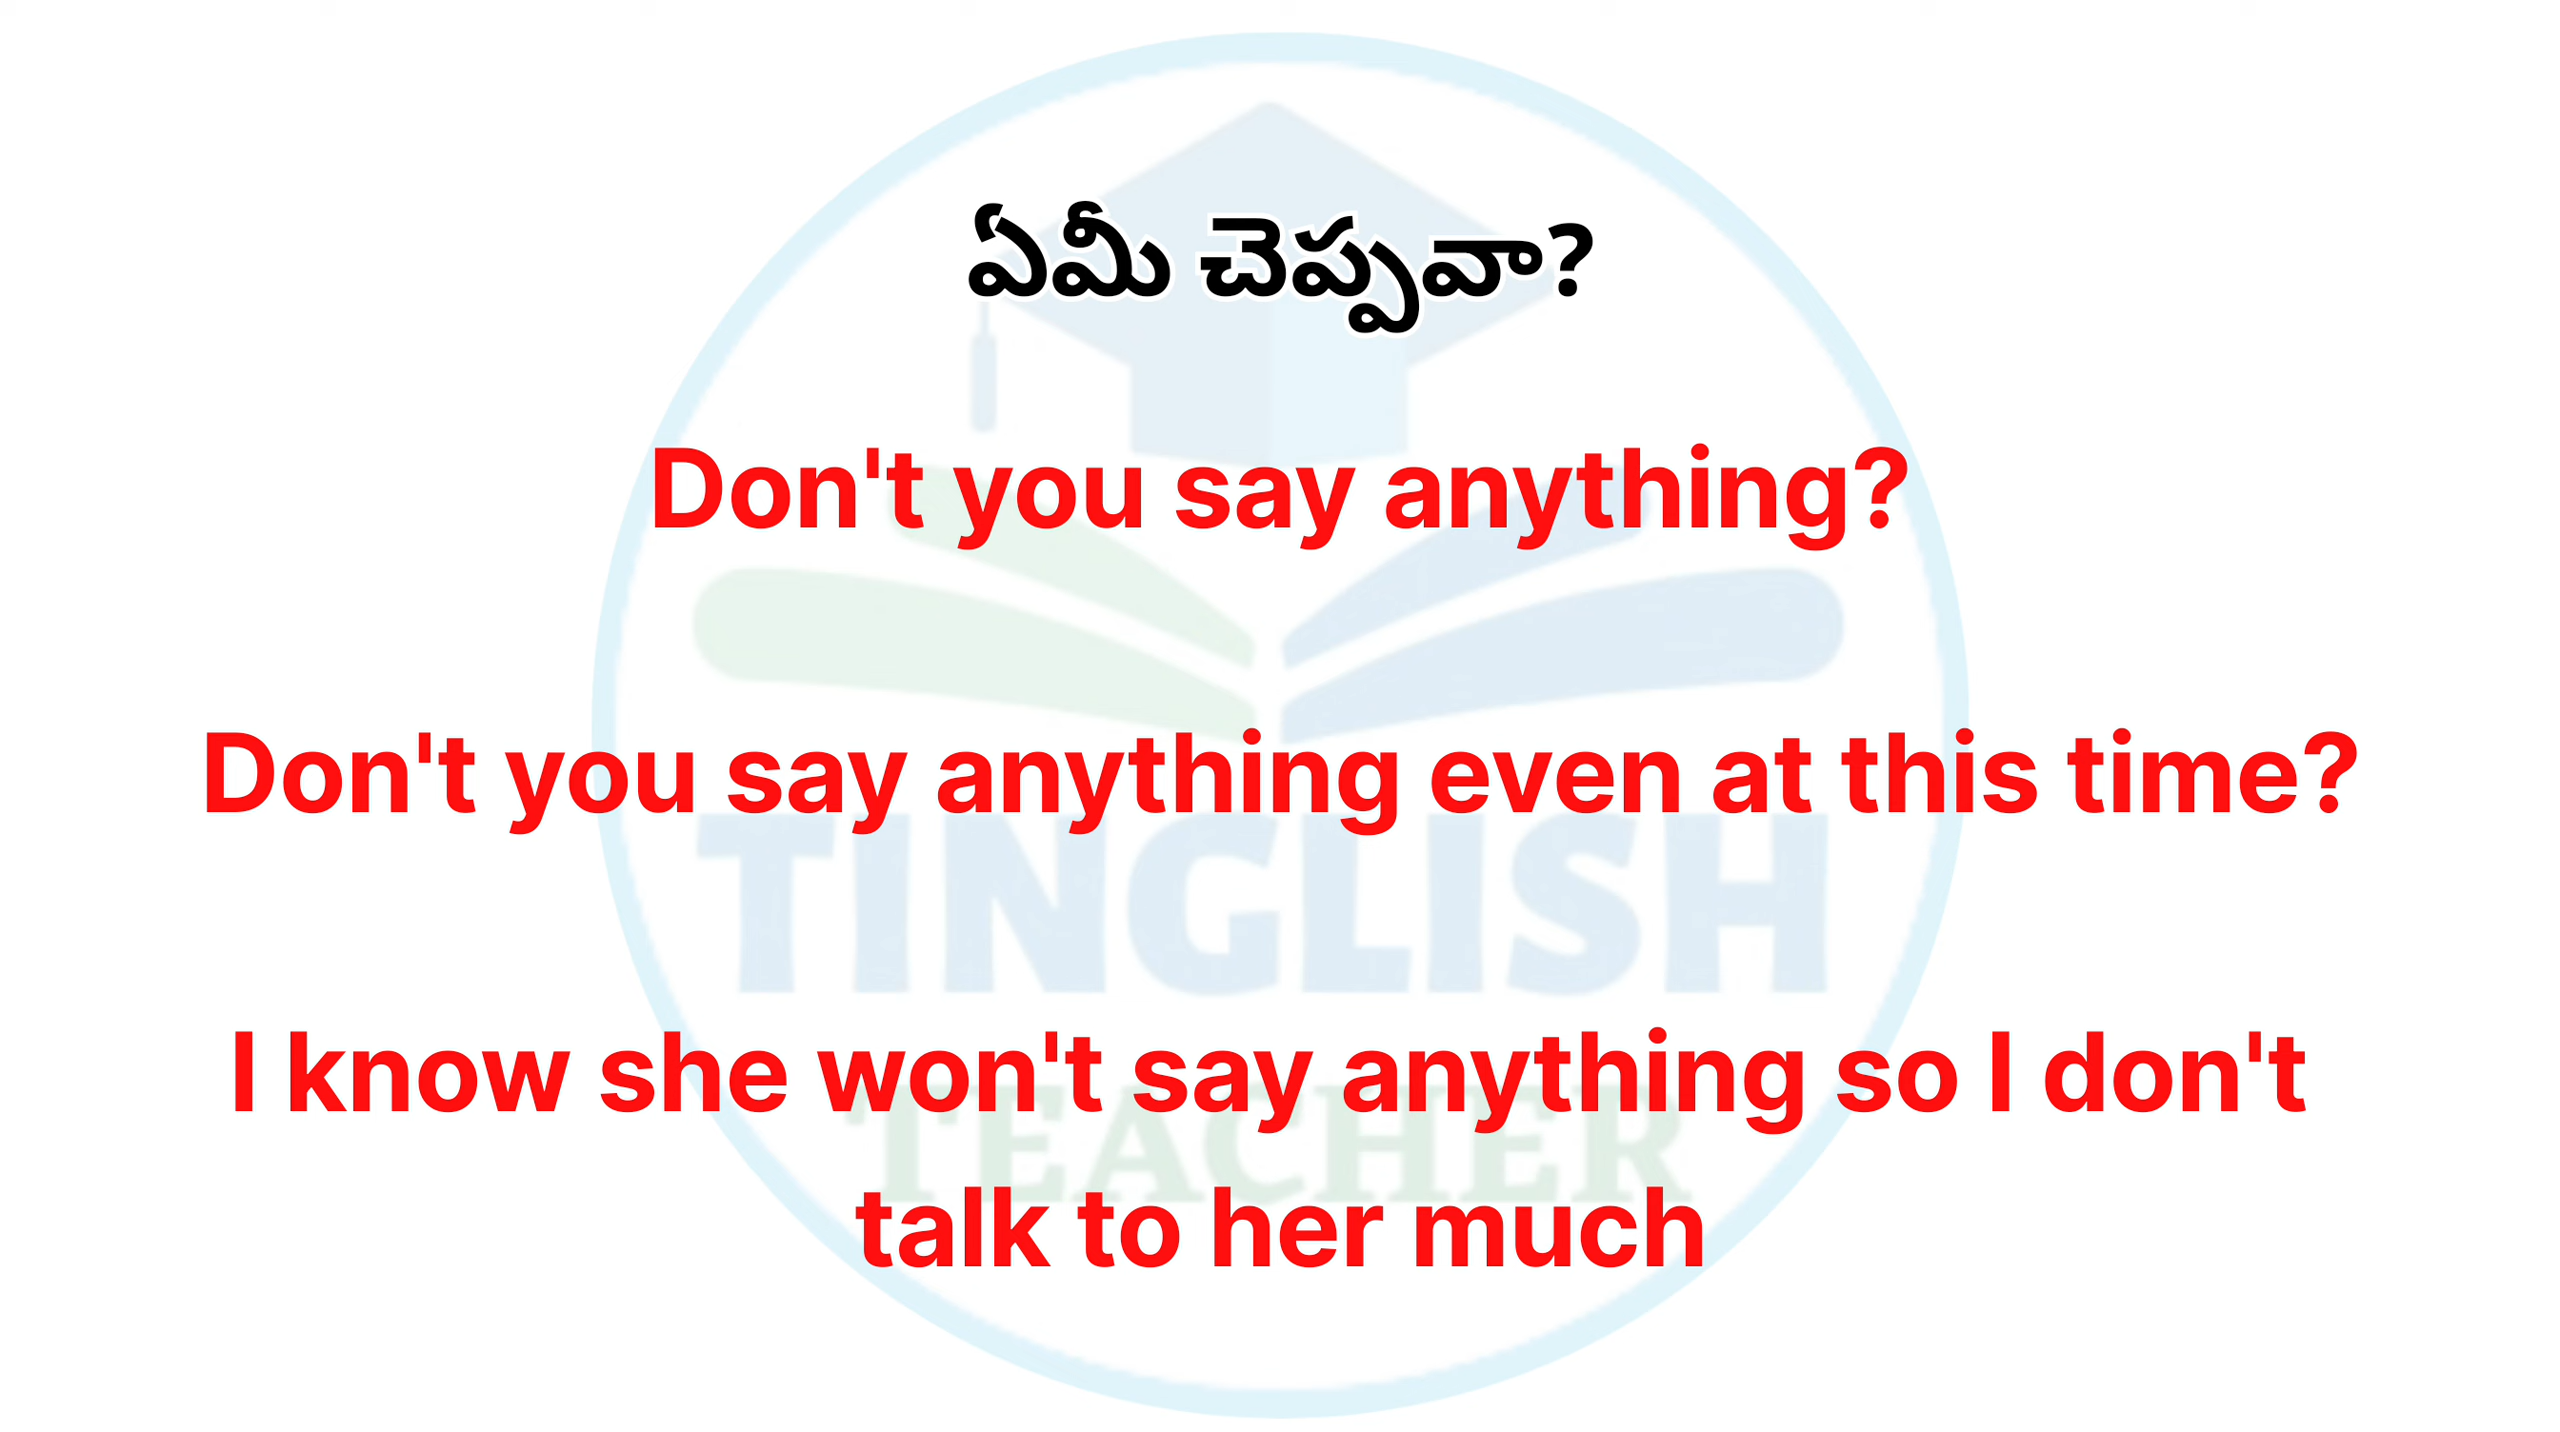 ఏమీ చెప్పవా?
Don't you say anything?
Don't you say anything even at this time?
TINGLISH
I know she won't say anything so I don't
TEACHER
talk to her much